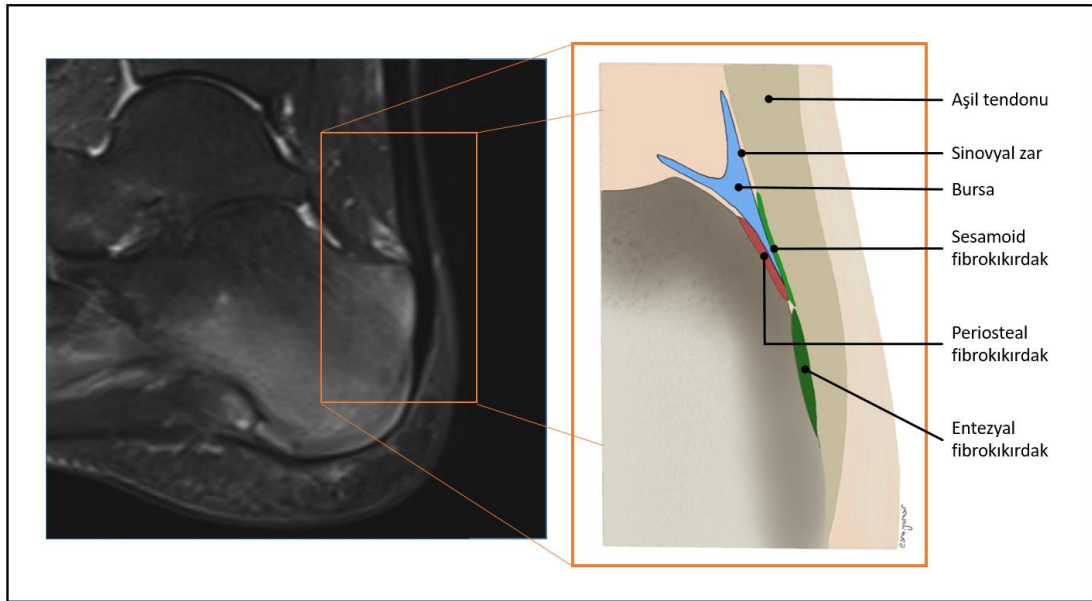 Aşil tendonu
Sinovyal zar
Bursa
Sesamoid
fibrokıkırdak
Periosteal
fibrokıkırdak
Entezyal
fibrokıkırdak